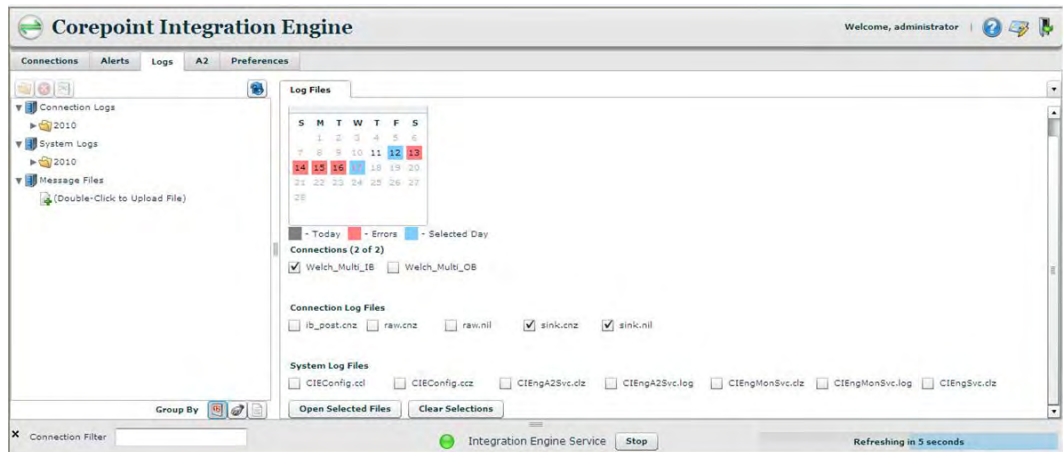 Corepoint Integration Engine
Welcome, administrator
Connections Alerts Logs A2 Preferences
Connection Logs
2010
System Logs
2010
Message Files
(Double-Click to Upload File)
Group By
Log Files
S M T W T F S
1 2 3 4 5 6
7 8 9 10 11 12 13
14 15 16 17 18 19 20
21 22 23 24 25 26 27
28
- Today - Errors - Selected Day
Connections (2 of 2)
Welch_Multi_IB Welch_Multi_OB
Connection Log Files
ib_post.cnz raw.cnz raw.nil sink.cnz sink.nil
System Log Files
CIEConfig.ccl CIEConfig.ccz CIEngA2Svc.clz CIEngA2Svc.log CIEngMonSvc.clz CIEngMonSvc.log CIEngSvc.clz
Open Selected Files Clear Selections
X Connection Filter
Integration Engine Service Stop
Refreshing in 5 seconds